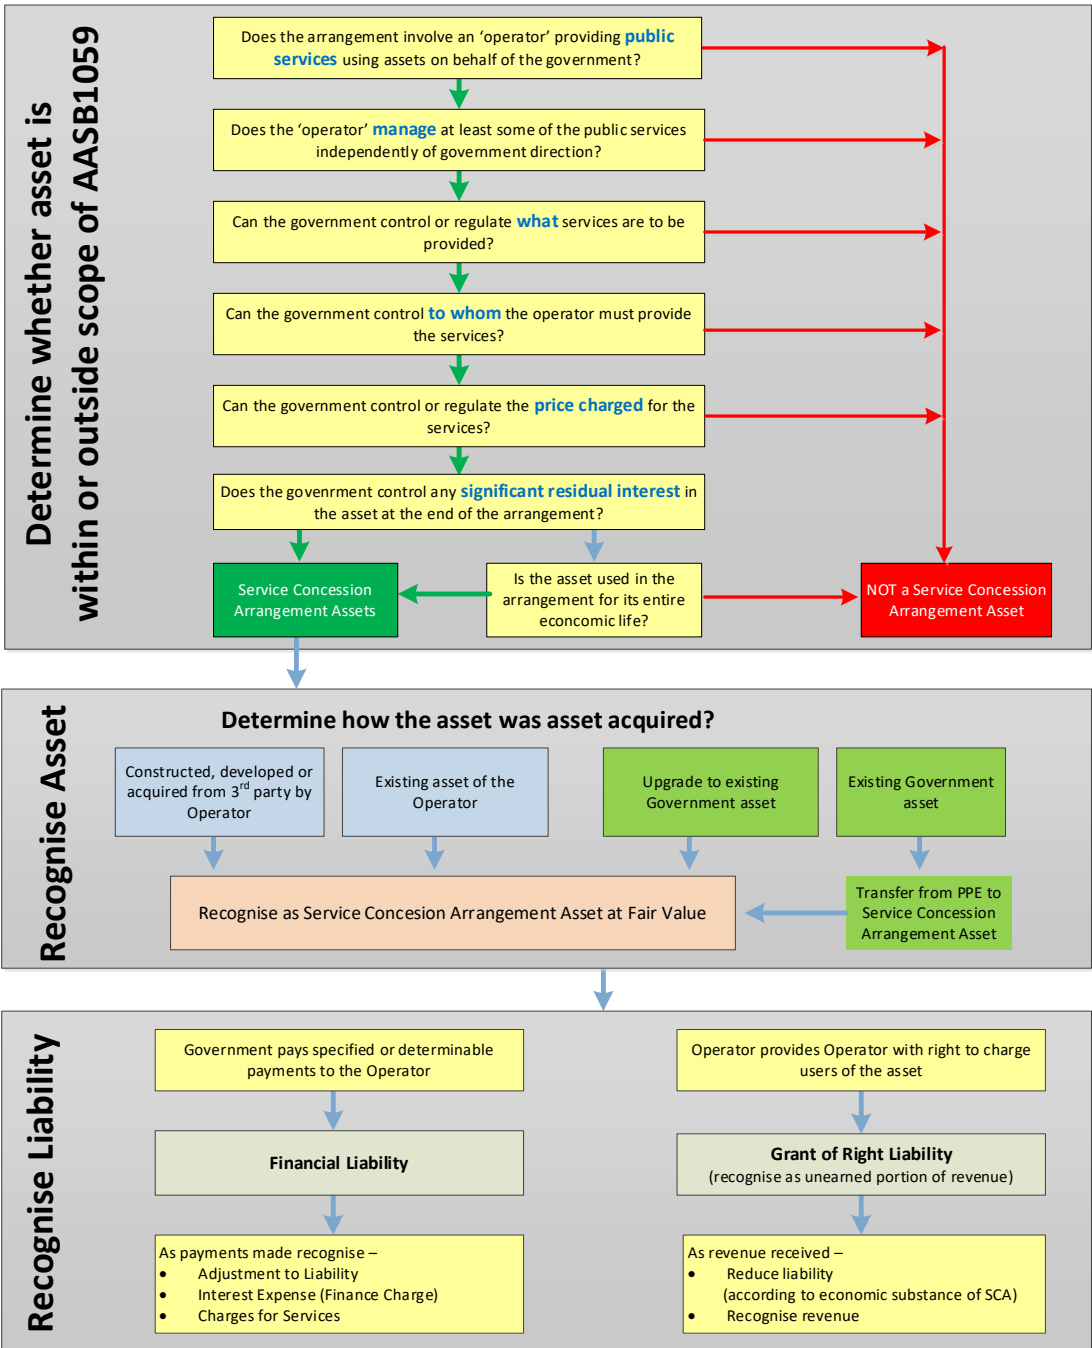 Determine whether asset is
within or outside scope of AASB1059
Does the arrangement involve an ‘operator’ providing public
services using assets on behalf of the government?
Does the ‘operator’ manage at least some of the public services
independently of government direction?
Can the government control or regulate what services are to be
provided?
Can the government control to whom the operator must provide
the services?
Can the government control or regulate the price charged for the
services?
Does the govenrment control any significant residual interest in
the asset at the end of the arrangement?
Service Concession
Arrangement Assets
Is the asset used in the
arrangement for its entire
econcomic life?
NOT a Service Concession
Arrangement Asset
Recognise Asset
Determine how the asset was asset acquired?
Constructed, developed or
acquired from 3rd party by
Operator
Existing asset of the
Operator
Upgrade to existing
Government asset
Existing Government
asset
Recognise as Service Concesion Arrangement Asset at Fair Value
Transfer from PPE to
Service Concession
Arrangement Asset
Recognise Liability
Government pays specified or determinable
payments to the Operator
Operator provides Operator with right to charge
users of the asset
Financial Liability
Grant of Right Liability
(recognise as unearned portion of revenue)
As payments made recognise –
• Adjustment to Liability
• Interest Expense (Finance Charge)
• Charges for Services
As revenue received –
• Reduce liability
(according to economic substance of SCA)
• Recognise revenue